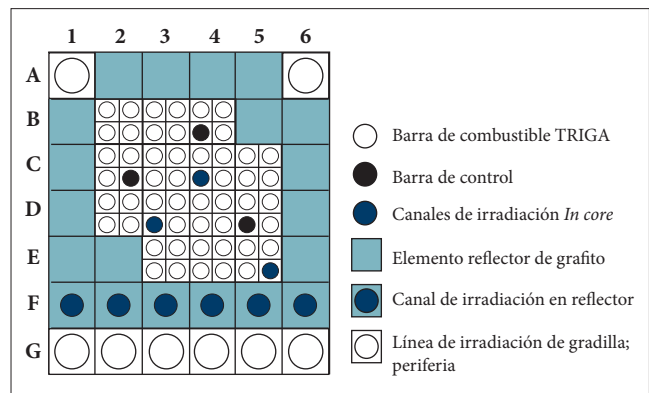 1 2 3 4 5 6
A
B
C
D
E
F
G
Barra de combustible TRIGA
Barra de control
Canales de irradiación In core
Elemento reflector de grafito
Canal de irradiación en reflector
Línea de irradiación de gradilla;
periferia